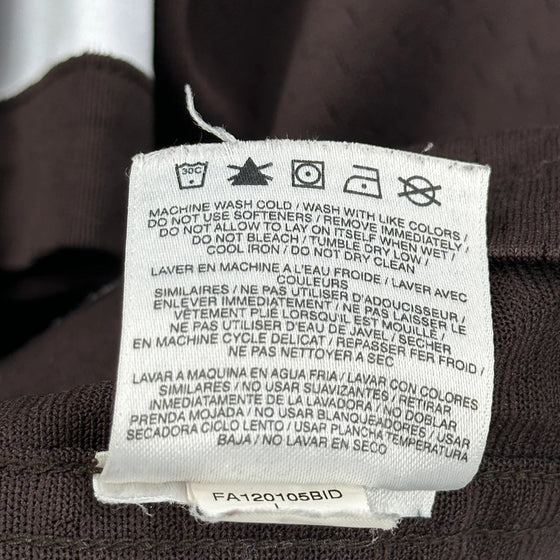 30C
MACHINE WASH COLD / WASH WITH LIKE COLORS /
DO NOT USE SOFTENERS / REMOVE IMMEDIATELY /
DO NOT ALLOW TO LAY ON ITSELF WHEN WET /
DO NOT BLEACH / TUMBLE DRY LOW /
COOL IRON / DO NOT DRY CLEAN
LAVER EN MACHINE A L'EAU FROIDE / LAVER AVEC
COULEURS
SIMILAIRES / NE PAS UTILISER D'ADOUCISSEUR/
ENLEVER IMMEDIATEMENT / NE PAS LAISSER LE
VÊTEMENT PLIE LORSQU'IL EST MOUILLÉ /
NE PAS UTILISER D'EAU DE JAVEL / SECHER
EN MACHINE CYCLE DELICAT / REPASSER FER FROID /
NE PAS NETTOYER A SEC
LAVAR A MAQUINA EN AGUA FRIA / LAVAR CON COLORES
SIMILARES / NO USAR SUAVIZANTES / RETIRAR
INMEDIATAMENTE DE LA LAVADORA / NO DOBLAR
PRENDA MOJADA / NO USAR BLANQUEADORES / USAR
SECADORA CICLO LENTO / USAR PLANCHA TEMPERATURA
BAJA / NO LAVAR EN SECO
FA120105BID